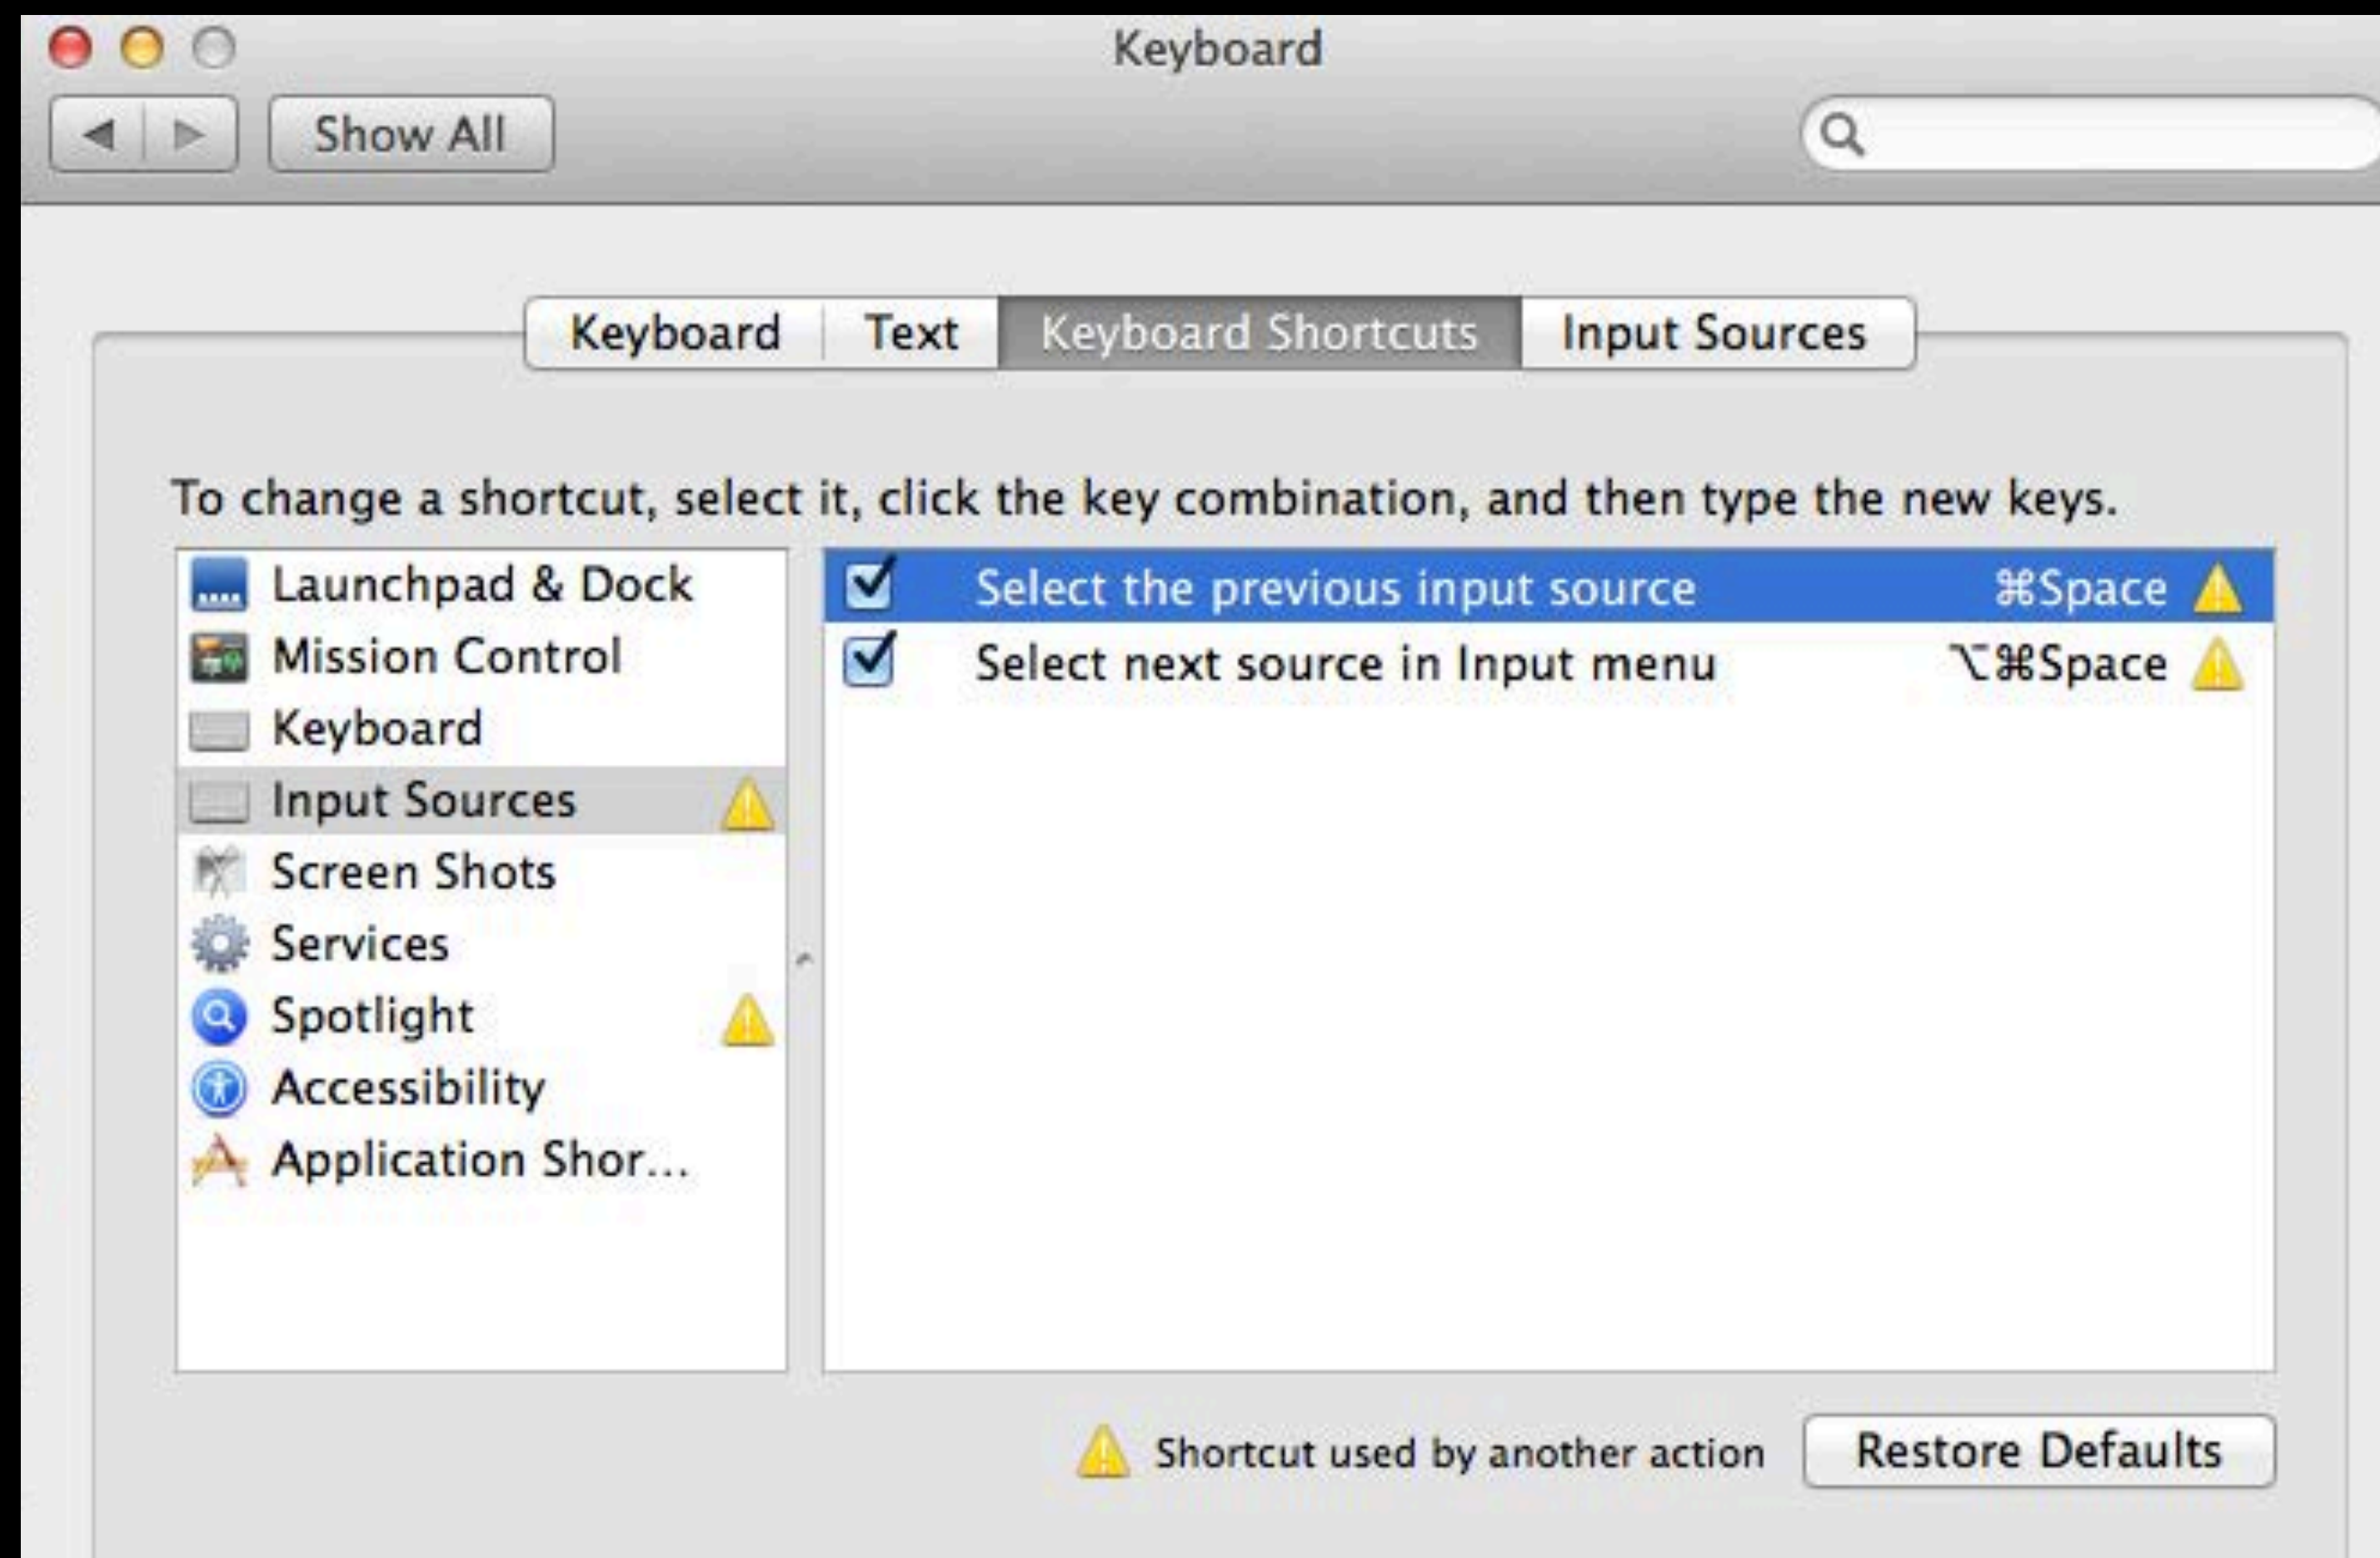 Keyboard
Show All
Keyboard Text Keyboard Shortcuts Input Sources
To change a shortcut, select it, click the key combination, and then type the new keys.
Launchpad & Dock
Mission Control
Keyboard
Input Sources
Screen Shots
Services
Spotlight
Accessibility
Application Shor...
Select the previous input source ⌘Space
Select next source in Input menu ⌥⌘Space
Shortcut used by another action
Restore Defaults